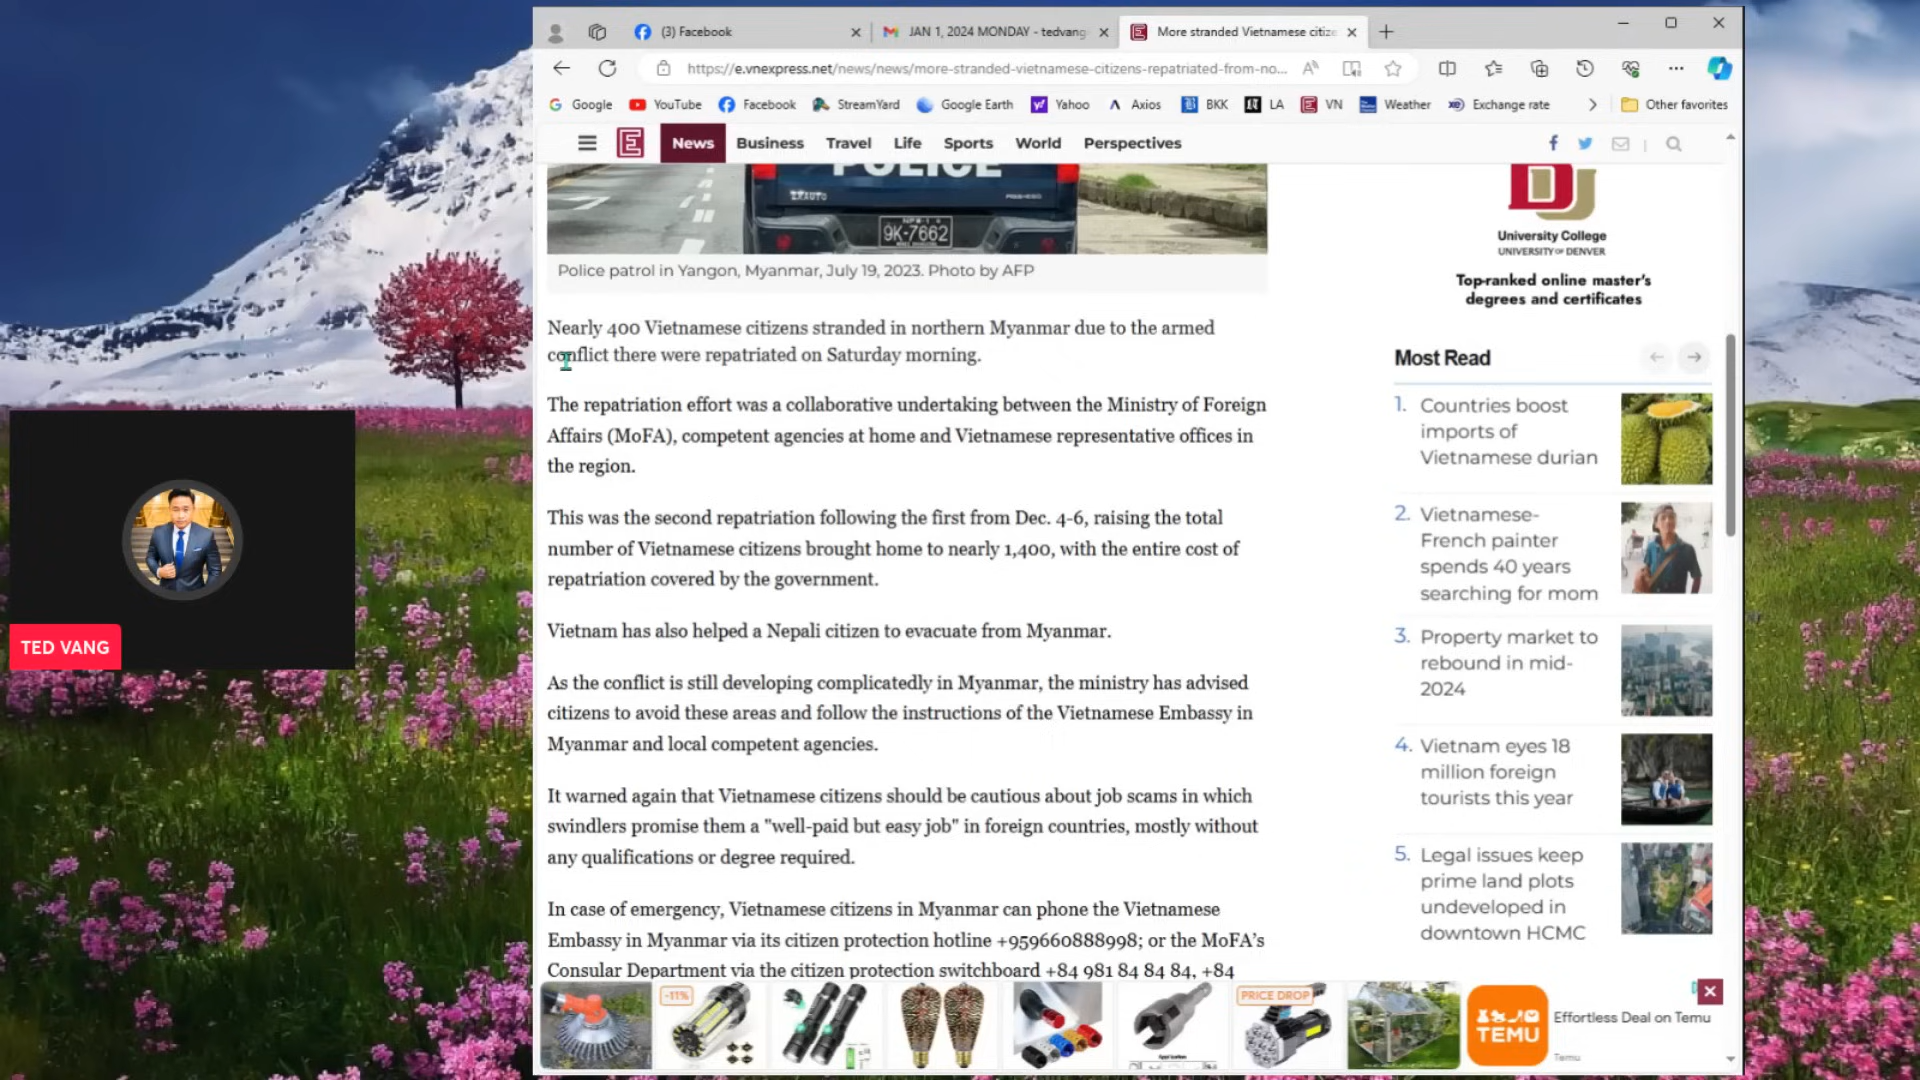 (3) Facebook
JAN 1, 2024 MONDAY - tedvang
More stranded Vietnamese citize
https://e.vnexpress.net/news/news/more-stranded-vietnamese-citizens-repatriated-from-no...
Google
YouTube
Facebook
StreamYard
Google Earth
Yahoo
Axios
BKK
LA
VN
Weather
Exchange rate
Other favorites
E
News
Business
Travel
Life
Sports
World
Perspectives
POLICE
ZXAUTO
9K-7662
Police patrol in Yangon, Myanmar, July 19, 2023. Photo by AFP
Nearly 400 Vietnamese citizens stranded in northern Myanmar due to the armed
conflict there were repatriated on Saturday morning.
The repatriation effort was a collaborative undertaking between the Ministry of Foreign
Affairs (MoFA), competent agencies at home and Vietnamese representative offices in
the region.
This was the second repatriation following the first from Dec. 4-6, raising the total
number of Vietnamese citizens brought home to nearly 1,400, with the entire cost of
repatriation covered by the government.
Vietnam has also helped a Nepali citizen to evacuate from Myanmar.
As the conflict is still developing complicatedly in Myanmar, the ministry has advised
citizens to avoid these areas and follow the instructions of the Vietnamese Embassy in
Myanmar and local competent agencies.
It warned again that Vietnamese citizens should be cautious about job scams in which
swindlers promise them a "well-paid but easy job" in foreign countries, mostly without
any qualifications or degree required.
In case of emergency, Vietnamese citizens in Myanmar can phone the Vietnamese
Embassy in Myanmar via its citizen protection hotline +959660888998; or the MoFA's
Consular Department via the citizen protection switchboard +84 981 84 84 84, +84
DU
University College
UNIVERSITY OF DENVER
Top-ranked online master's
degrees and certificates
Most Read
1. Countries boost
imports of
Vietnamese durian
2. Vietnamese-
French painter
spends 40 years
searching for mom
3. Property market to
rebound in mid-
2024
4. Vietnam eyes 18
million foreign
tourists this year
5. Legal issues keep
prime land plots
undeveloped in
downtown HCMC
TED VANG
-11%
PRICE DROP
TEMU
Effortless Deal on Temu
Temu